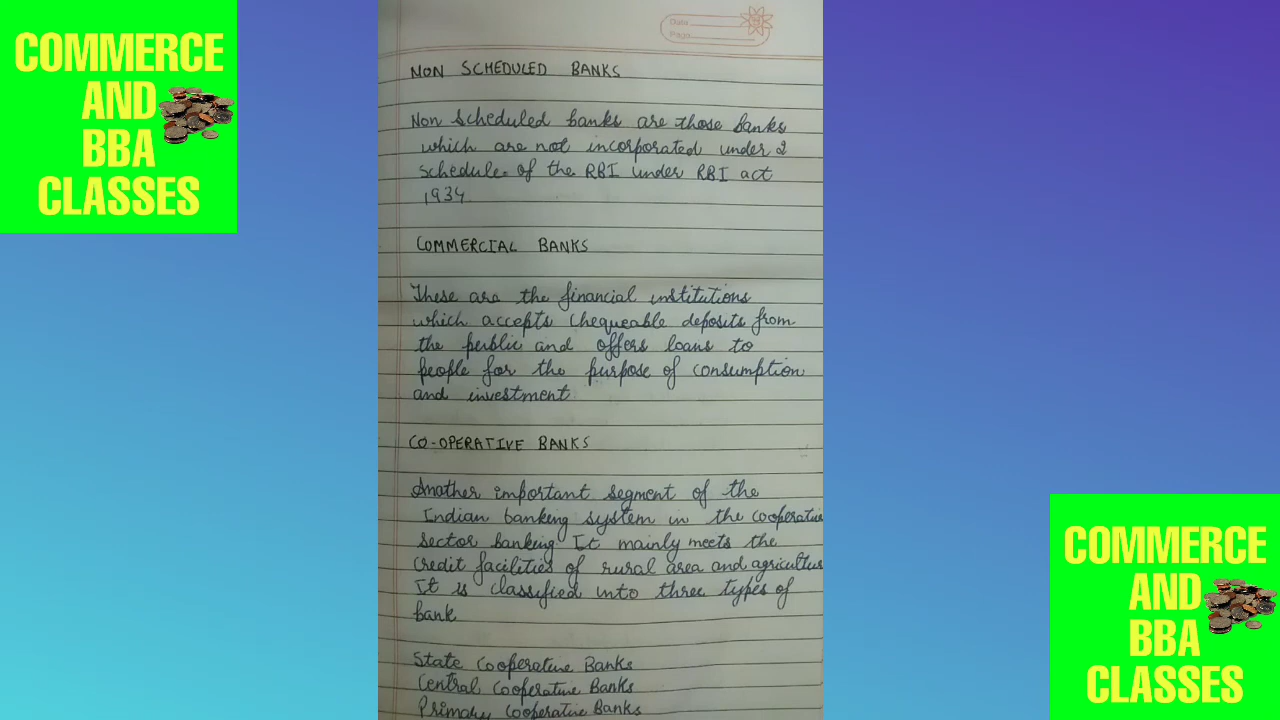 COMMERCE
AND
BBA
CLASSES
Date
Page
NON SCHEDULED BANKS
Non Scheduled banks are those banks
which are not incorporated under 2
schedule of the RBI under RBI act
1934
COMMERCIAL BANKS
These are the financial institutions
which accepts chequeable deposits from
the public and offers loans to
people for the purpose of consumption
and investment
CO-OPERATIVE BANKS
Another important segment of the
Indian banking system in the cooperative
sector banking. It mainly meets the
credit facilities of rural area and agricultu
It is classified into three types of
bank
State Cooperative Banks
Central Cooperative Banks
Primary Cooperative Banks
COMMERCE
AND
BBA
CLASSES